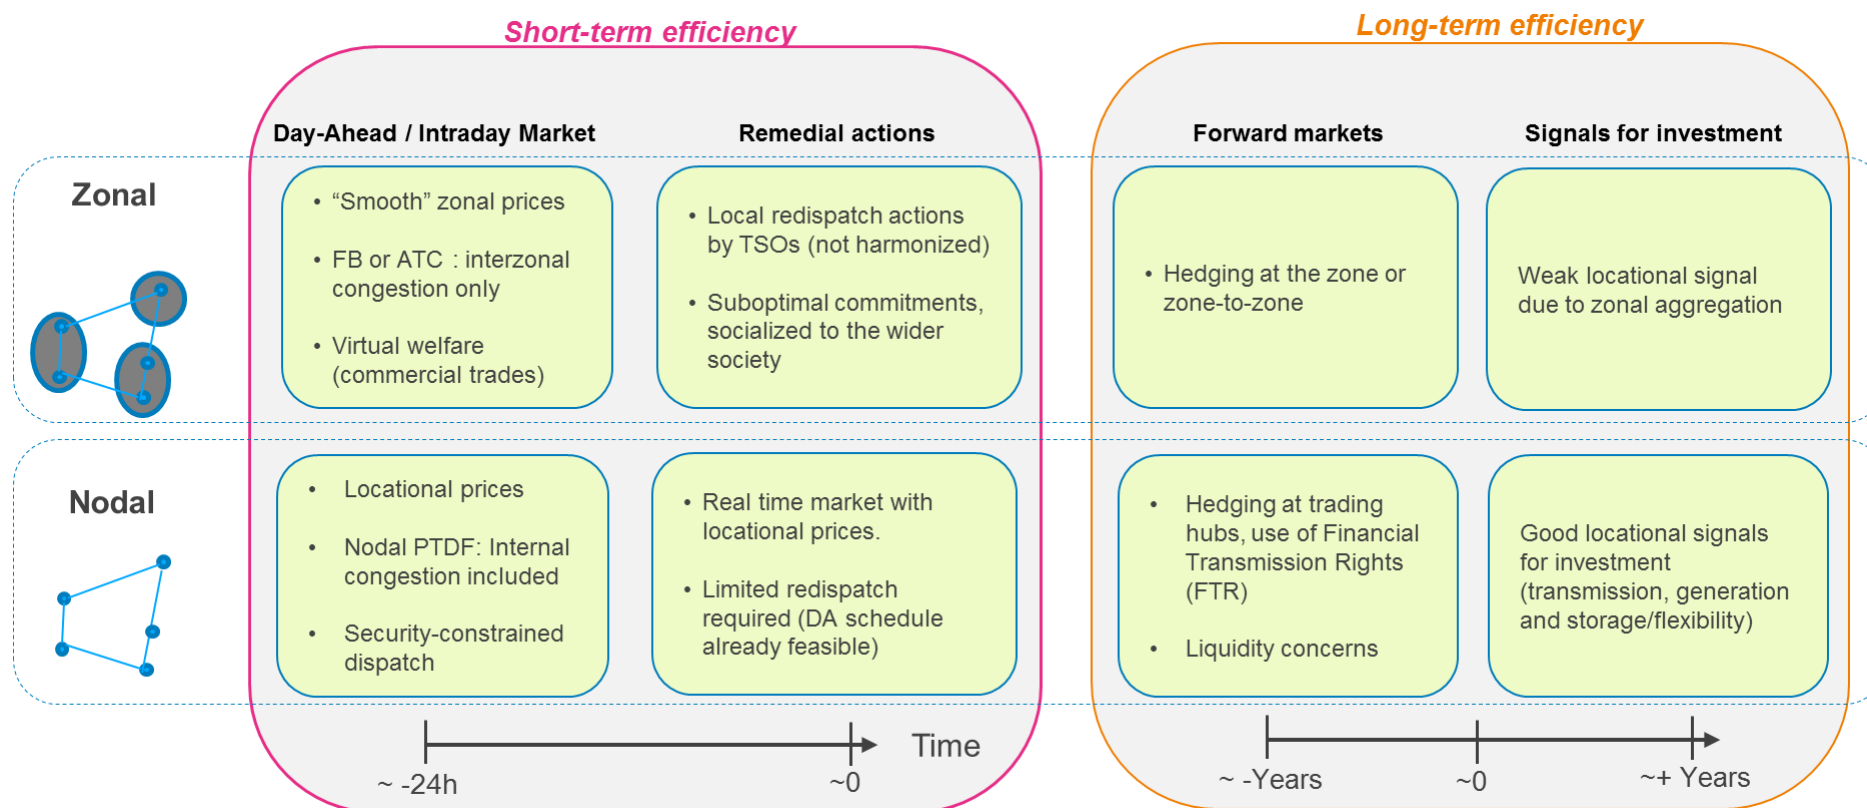 Short-term efficiency
Long-term efficiency
Day-Ahead / Intraday Market
Remedial actions
Forward markets
Signals for investment
Zonal
• “Smooth” zonal prices
• FB or ATC : interzonal
congestion only
• Virtual welfare
(commercial trades)
• Local redispatch actions
by TSOs (not harmonized)
• Suboptimal commitments,
socialized to the wider
society
• Hedging at the zone or
zone-to-zone
Weak locational signal
due to zonal aggregation
Nodal
• Locational prices
• Nodal PTDF: Internal
congestion included
• Security-constrained
dispatch
• Real time market with
locational prices.
• Limited redispatch
required (DA schedule
already feasible)
• Hedging at trading
hubs, use of Financial
Transmission Rights
(FTR)
• Liquidity concerns
Good locational signals
for investment
(transmission, generation
and storage/flexibility)
Time
~ -24h
~0
~ -Years
~0
~+ Years